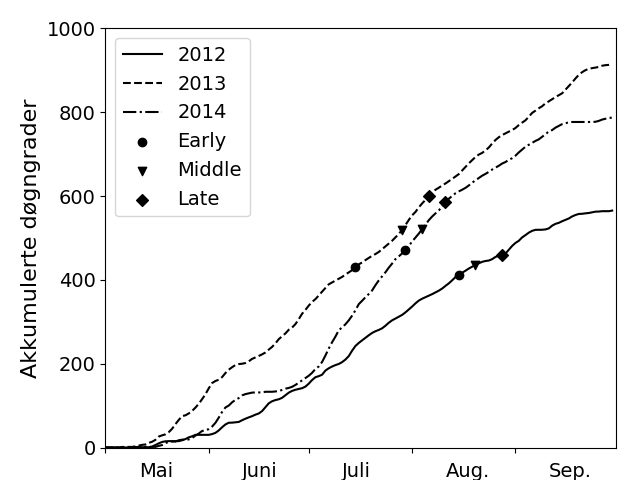 1000
800
600
400
200
0
Akkumulerte døgngrader
2012
2013
2014
Early
Middle
Late
Mai Juni Juli Aug. Sep.